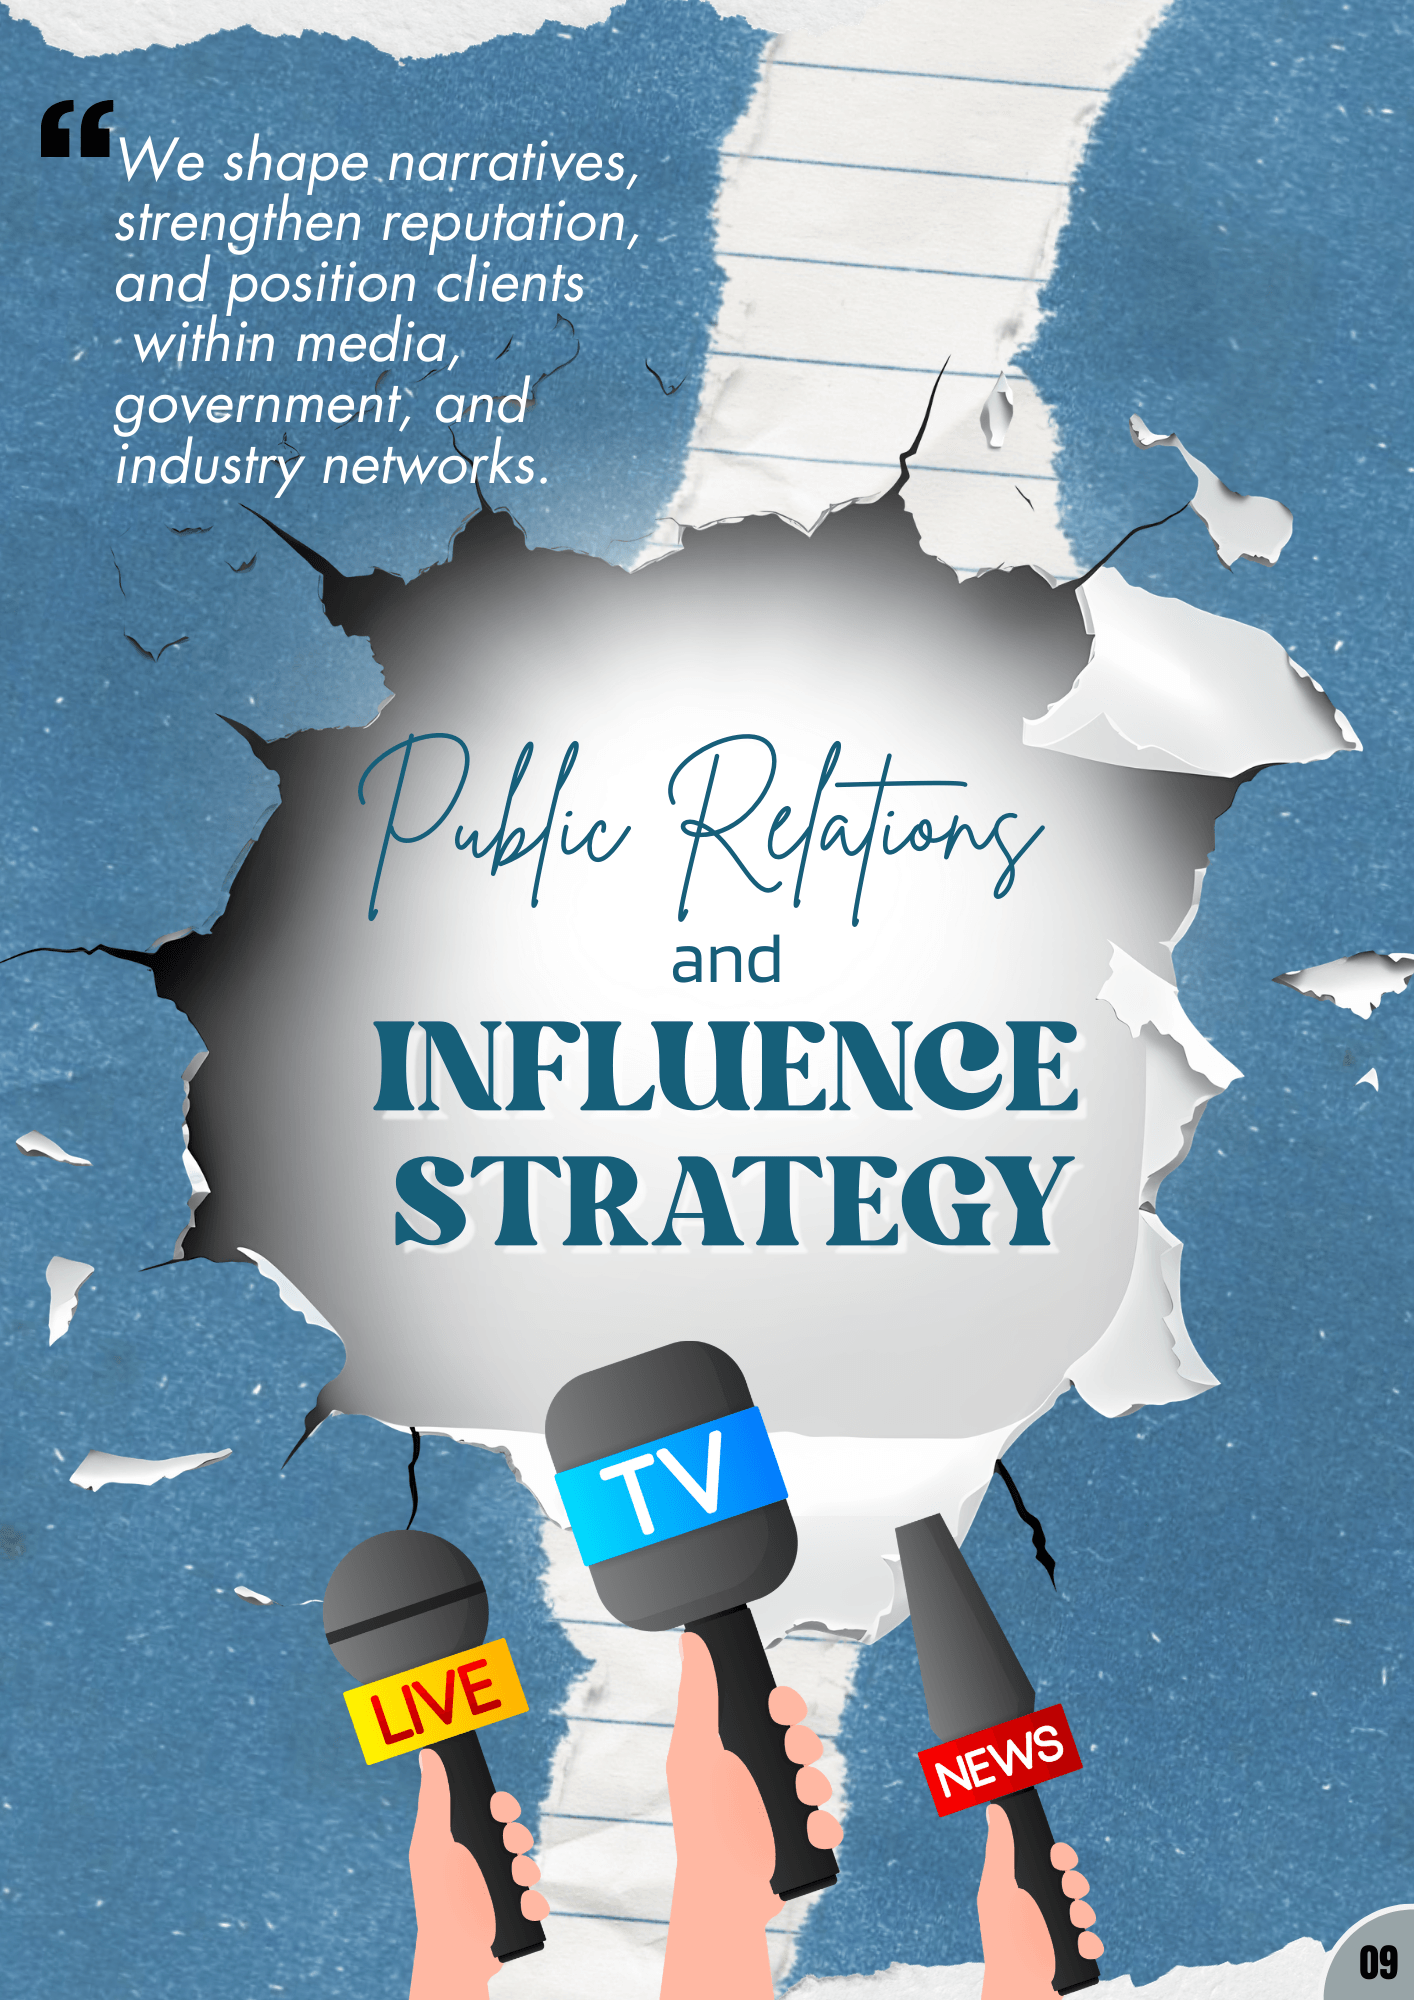 “We shape narratives,
strengthen reputation,
and position clients
within media,
government, and
industry networks.
Public Relations
and
INFLUENCE
STRATEGY
TV
LIVE
NEWS
09